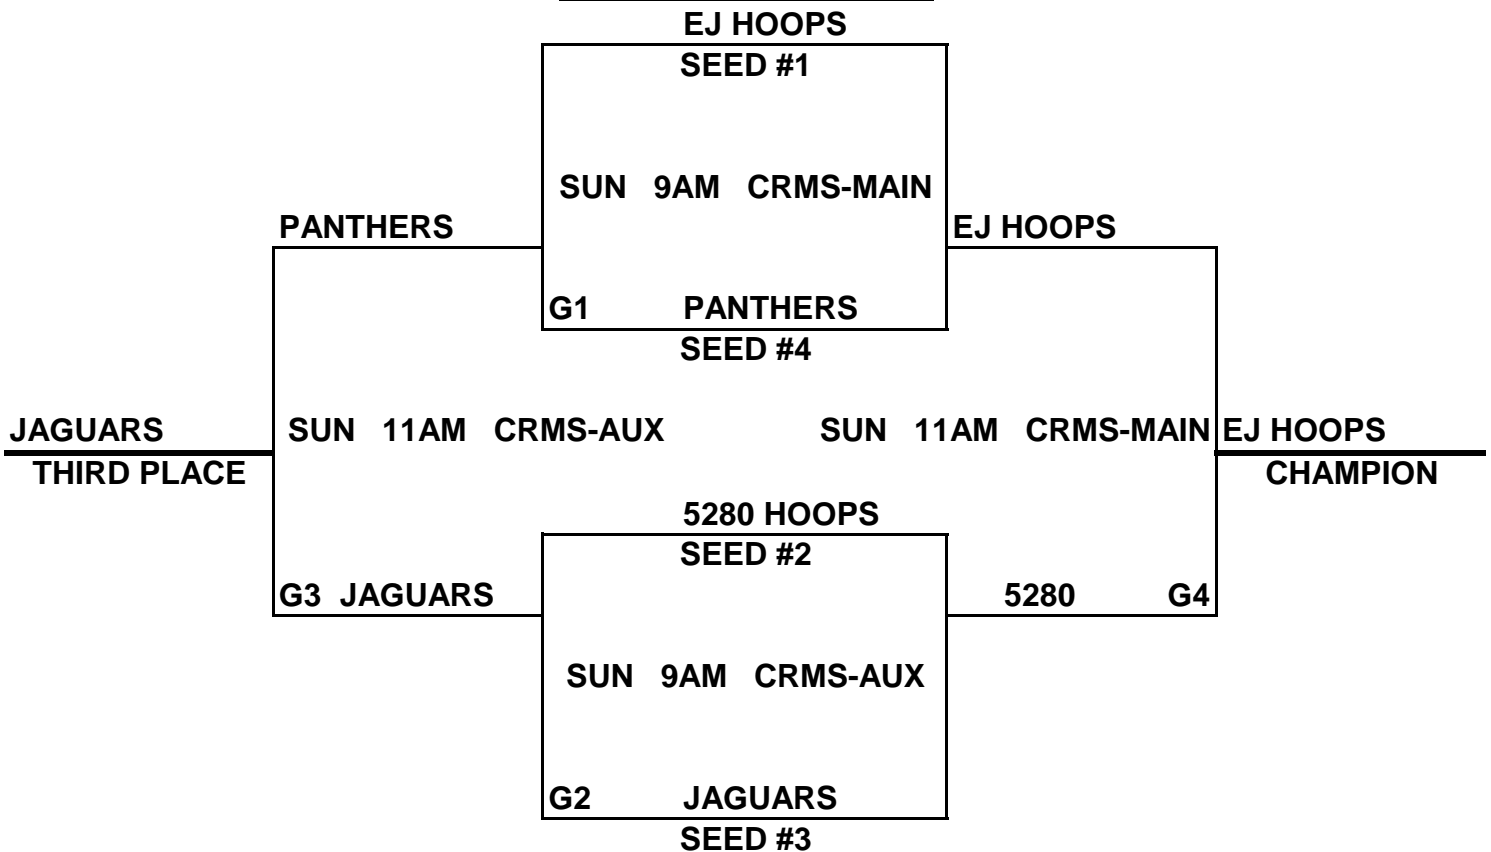 EJ HOOPS
SEED #1
SUN 9AM CRMS-MAIN
PANTHERS
EJ HOOPS
G1 PANTHERS
SEED #4
JAGUARS
SUN 11AM CRMS-AUX
SUN 11AM CRMS-MAIN
EJ HOOPS
THIRD PLACE
CHAMPION
5280 HOOPS
SEED #2
G3 JAGUARS
5280 G4
SUN 9AM CRMS-AUX
G2 JAGUARS
SEED #3